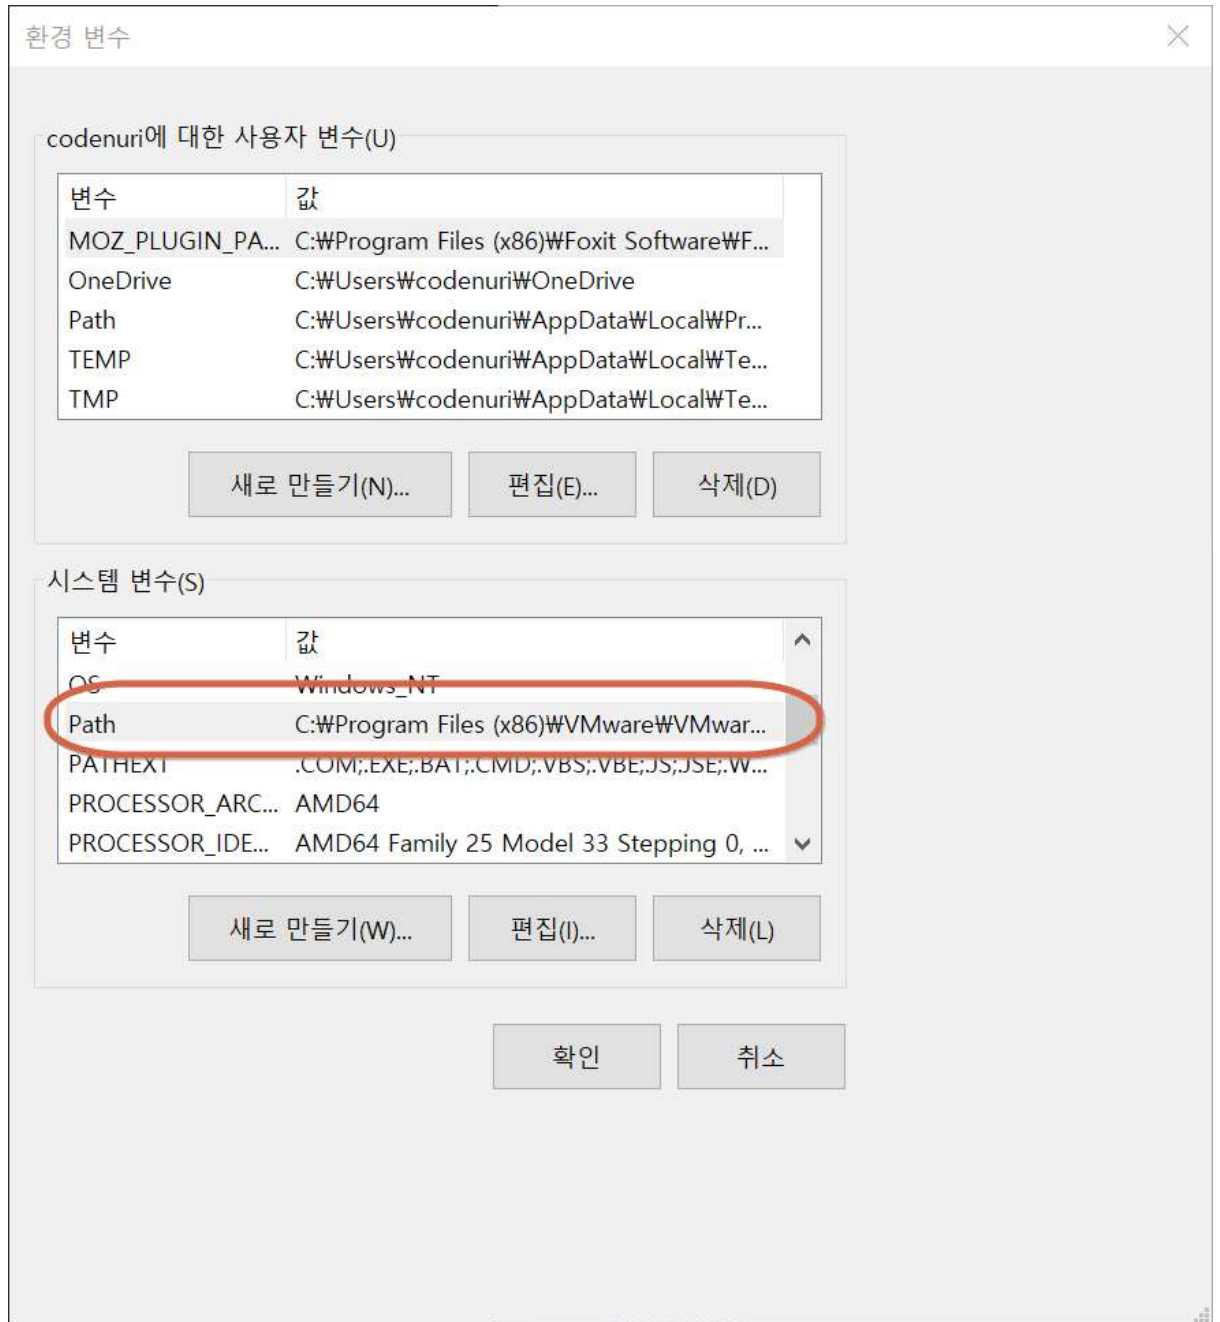 환경 변수
codenuri에 대한 사용자 변수(U)
변수 값
MOZ_PLUGIN_PA... C:₩Program Files (x86)₩Foxit Software₩F...
OneDrive C:₩Users₩codenuri₩OneDrive
Path C:₩Users₩codenuri₩AppData₩Local₩Pr...
TEMP C:₩Users₩codenuri₩AppData₩Local₩Te...
TMP C:₩Users₩codenuri₩AppData₩Local₩Te...
새로 만들기(N)... 편집(E)... 삭제(D)
시스템 변수(S)
변수 값
OS Windows_NT
Path C:₩Program Files (x86)₩VMware₩VMwar...
PATHEXT .COM;.EXE;.BAT;.CMD;.VBS;.VBE;.JS;.JSE;.W...
PROCESSOR_ARC... AMD64
PROCESSOR_IDE... AMD64 Family 25 Model 33 Stepping 0, ...
새로 만들기(W)... 편집(I)... 삭제(L)
확인 취소